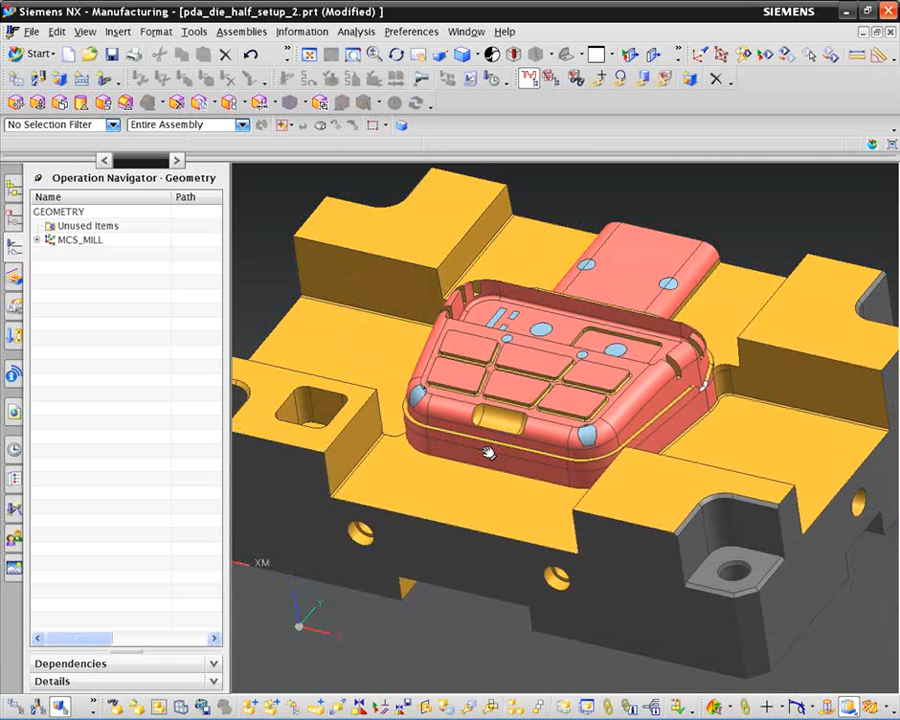 Siemens NX - Manufacturing - [pda_die_half_setup_2.prt (Modified) ]
SIEMENS
File Edit View Insert Format Tools Assemblies Information Analysis Preferences Window Help
Start
No Selection Filter
Entire Assembly
Operation Navigator - Geometry
Name
Path
GEOMETRY
Unused Items
MCS_MILL
XM
Dependencies
Details